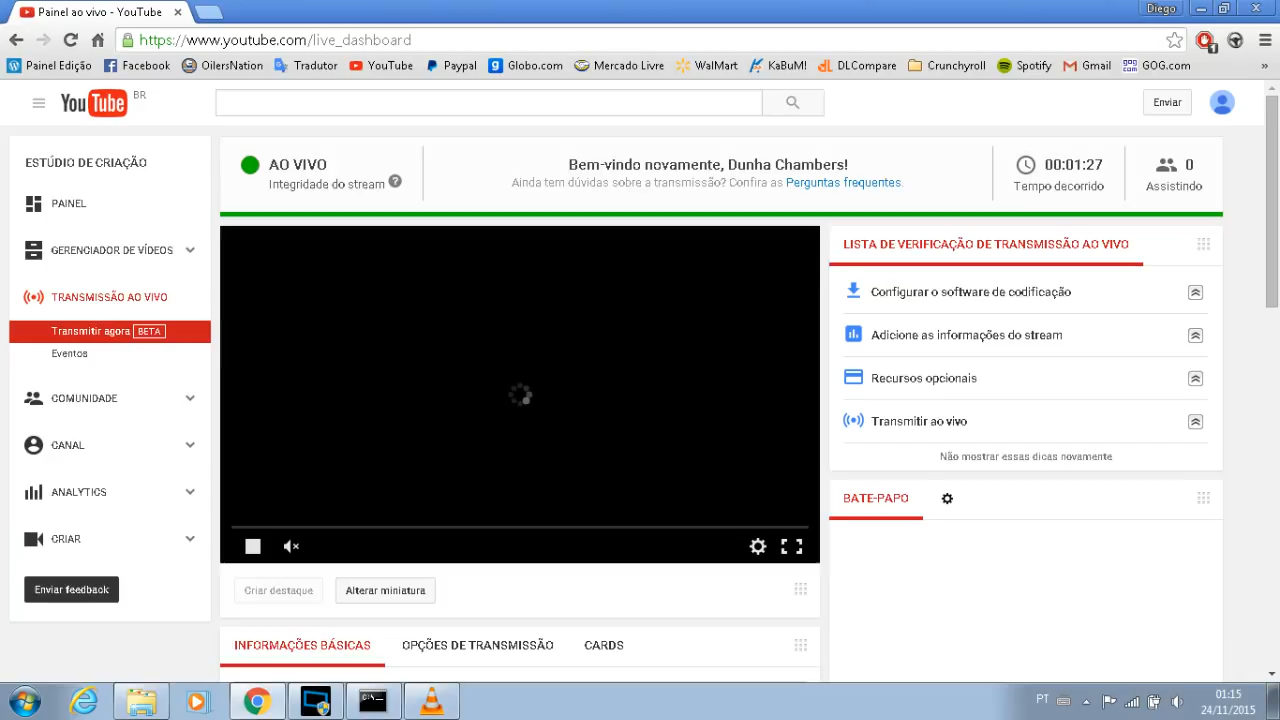 Painel ao vivo - YouTube
Diego
https://www.youtube.com/live_dashboard
1
Painel Edição Facebook OilersNation Tradutor YouTube Paypal Globo.com Mercado Livre WalMart KaBuM! DLCompare Crunchyroll Spotify Gmail GOG.com »
YouTube BR
Enviar
ESTÚDIO DE CRIAÇÃO
PAINEL
GERENCIADOR DE VÍDEOS
TRANSMISSÃO AO VIVO
Transmitir agora BETA
Eventos
COMUNIDADE
CANAL
ANALYTICS
CRIAR
Enviar feedback
AO VIVO
Integridade do stream ?
Bem-vindo novamente, Dunha Chambers!
Ainda tem dúvidas sobre a transmissão? Confira as Perguntas frequentes.
00:01:27
Tempo decorrido
0
Assistindo
Criar destaque
Alterar miniatura
INFORMAÇÕES BÁSICAS
OPÇÕES DE TRANSMISSÃO
CARDS
LISTA DE VERIFICAÇÃO DE TRANSMISSÃO AO VIVO
Configurar o software de codificação
Adicione as informações do stream
Recursos opcionais
Transmitir ao vivo
Não mostrar essas dicas novamente
BATE-PAPO
PT
01:15
24/11/2015